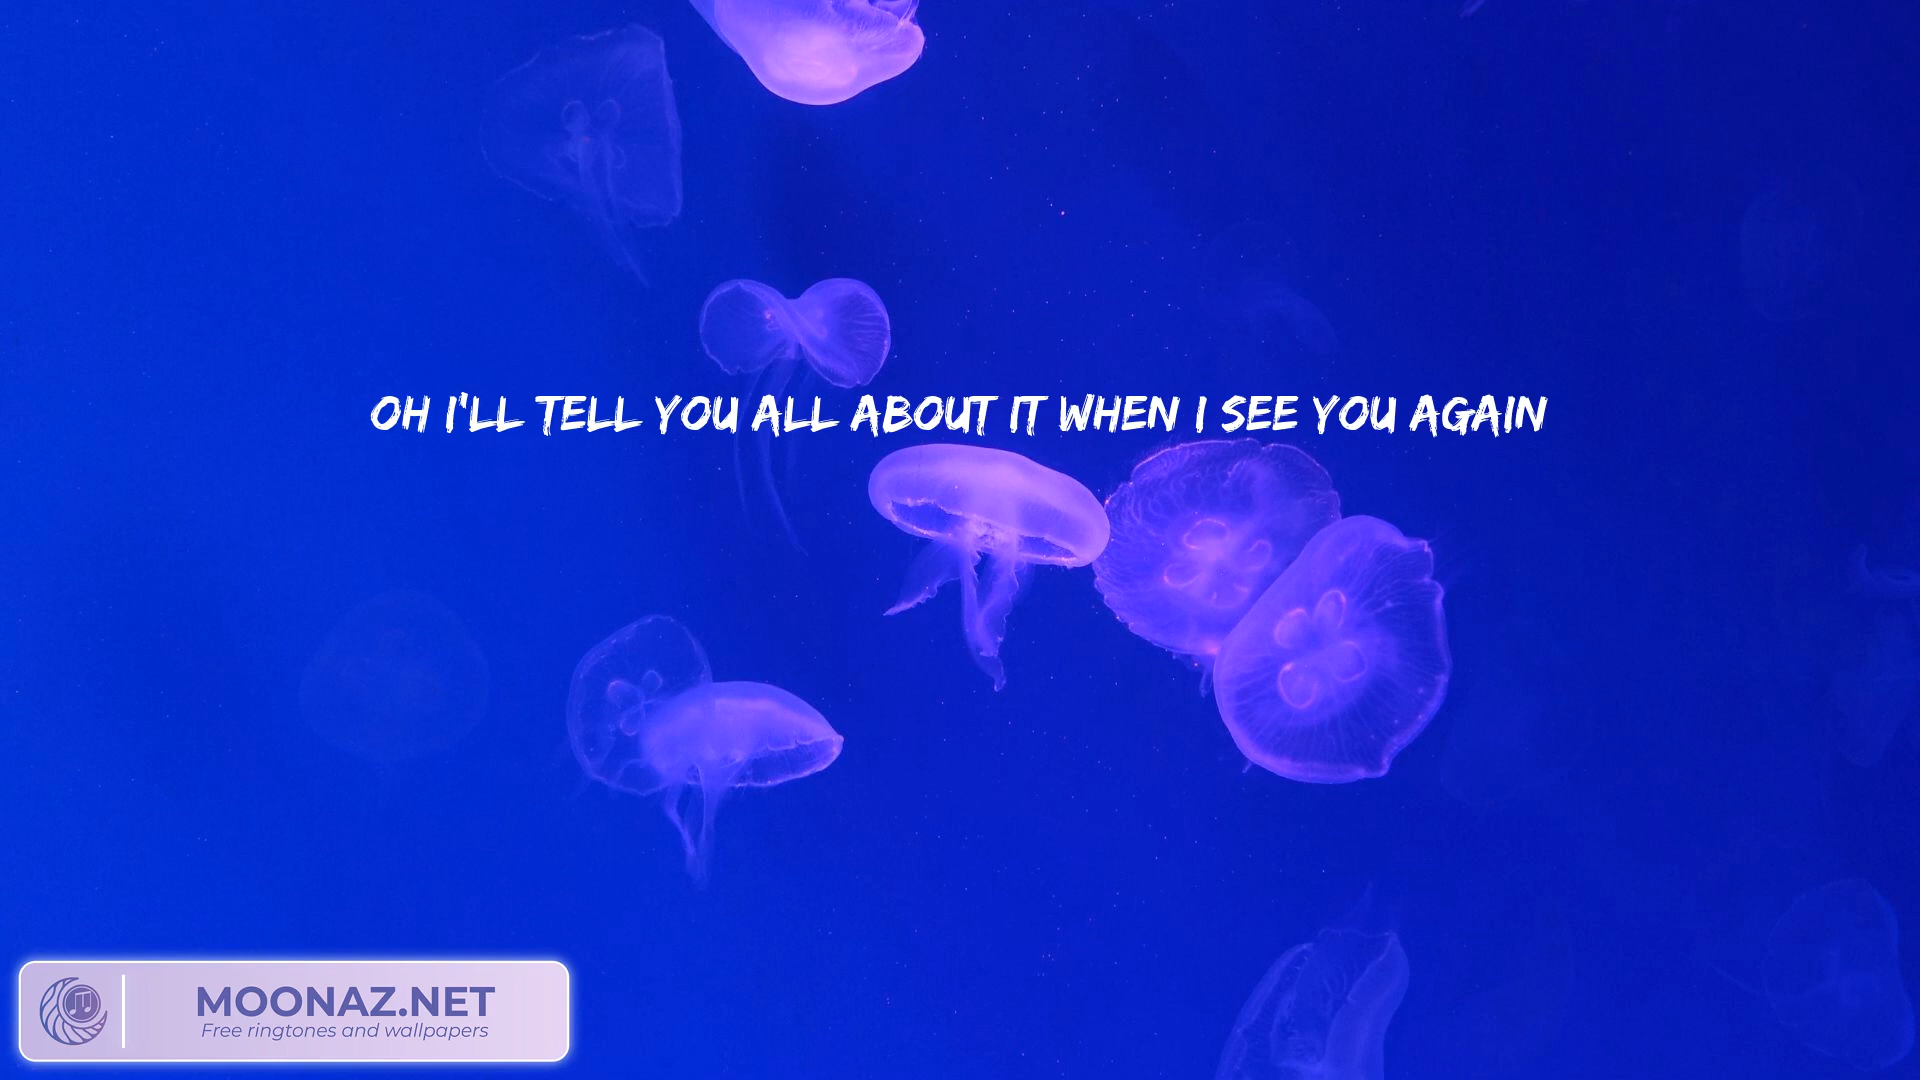 OH I'LL TELL YOU ALL ABOUT IT WHEN I SEE YOU AGAIN
MOONAZ.NET
Free ringtones and wallpapers